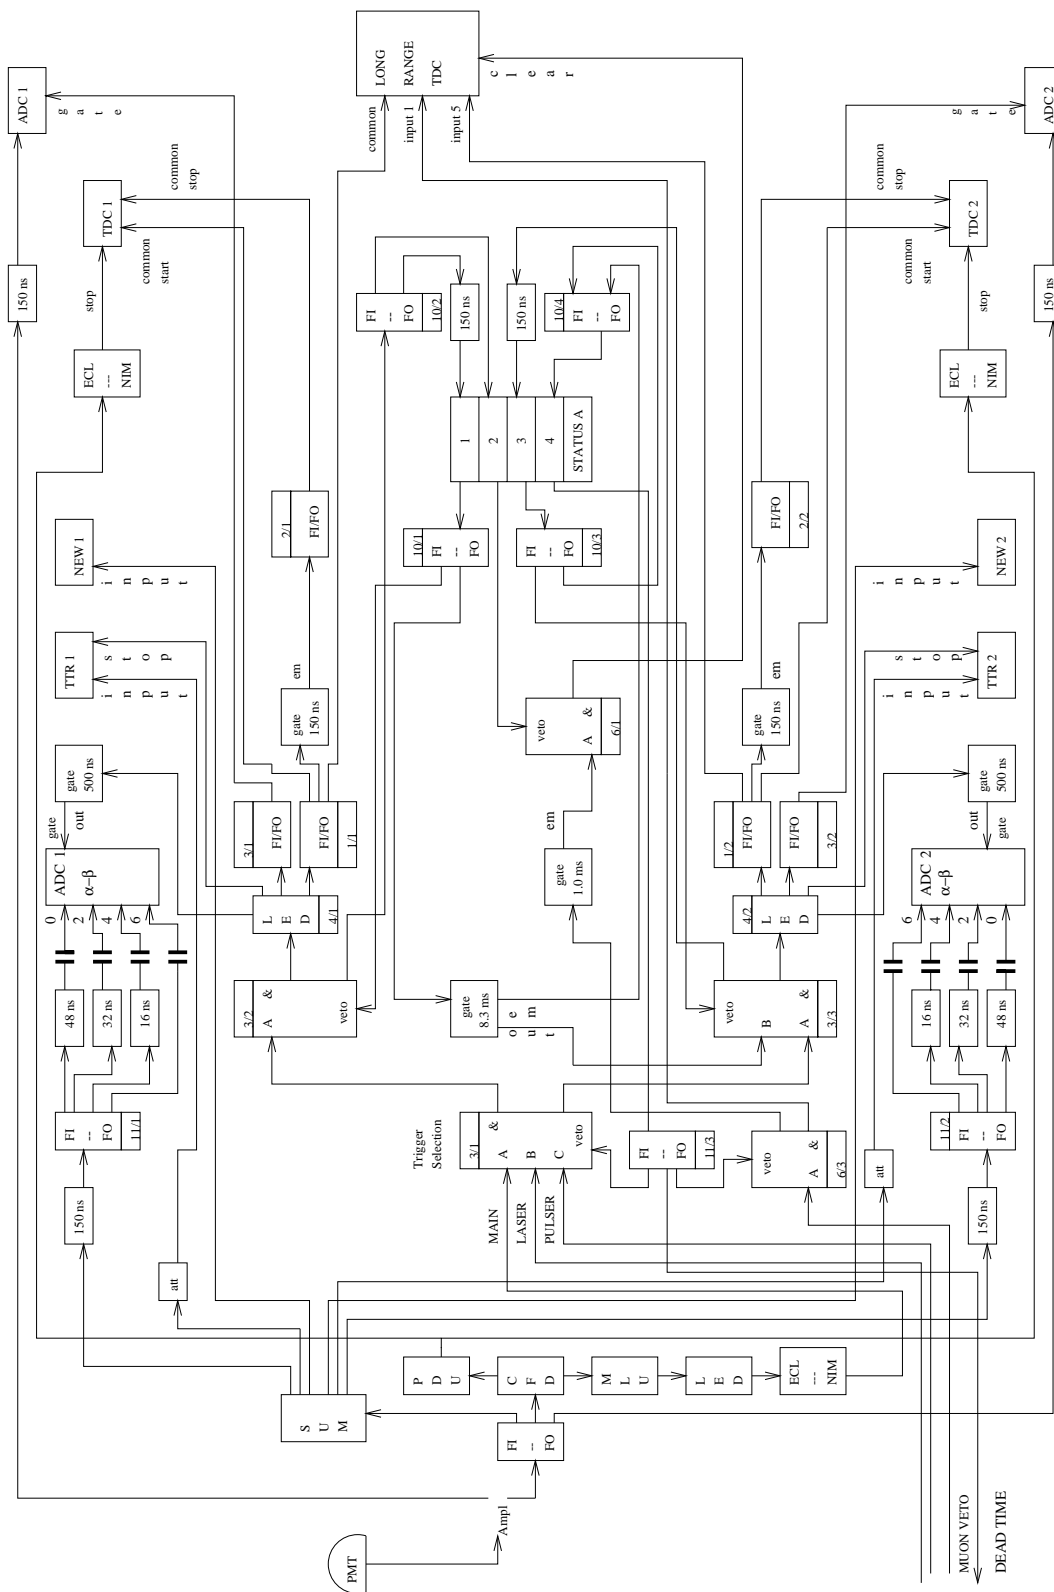 ADC 1
gate
150 ns
TDC 1
common
stop
common
start
stop
ECL
---
NIM
NEW 1
input
TTR 1
stop
input
gate
500 ns
gate
out
ADC 1
α−β
0
2
4
6
48 ns
32 ns
16 ns
FI
--
FO
11/1
150 ns
att
2/1
FI/FO
em
gate
150 ns
3/1
FI/FO
FI/FO
1/1
L
E
D
4/1
3/2
A
&
veto
LONG
RANGE
TDC
common
input 1
input 5
clear
FI
--
FO
10/2
150 ns
150 ns
10/4
FI
--
FO
1
2
3
4
STATUS A
10/1
FI
--
FO
FI
--
FO
10/3
veto
A
&
6/1
em
gate
1.0 ms
gate
8.3 ms
out
em
Trigger
Selection
3/1
A
&
B
C
veto
MAIN
LASER
PULSER
FI
--
FO
11/3
veto
A
&
6/3
ADC 2
gate
150 ns
TDC 2
common
stop
common
start
stop
ECL
---
NIM
NEW 2
input
TTR 2
stop
input
FI/FO
2/2
em
gate
150 ns
1/2
FI/FO
FI/FO
3/2
4/2
L
E
D
gate
500 ns
out
gate
ADC 2
α−β
6
4
2
0
16 ns
32 ns
48 ns
11/2
FI
--
FO
150 ns
att
veto
B
A
&
3/3
S
U
M
P
D
U
C
F
D
M
L
U
L
E
D
ECL
---
NIM
FI
--
FO
Ampl
PMT
MUON VETO
DEAD TIME